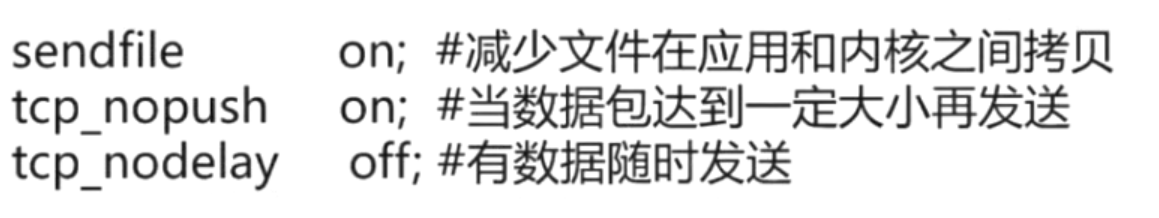 sendfile on; #减少文件在应用和内核之间拷贝
tcp_nopush on; #当数据包达到一定大小再发送
tcp_nodelay off; #有数据随时发送